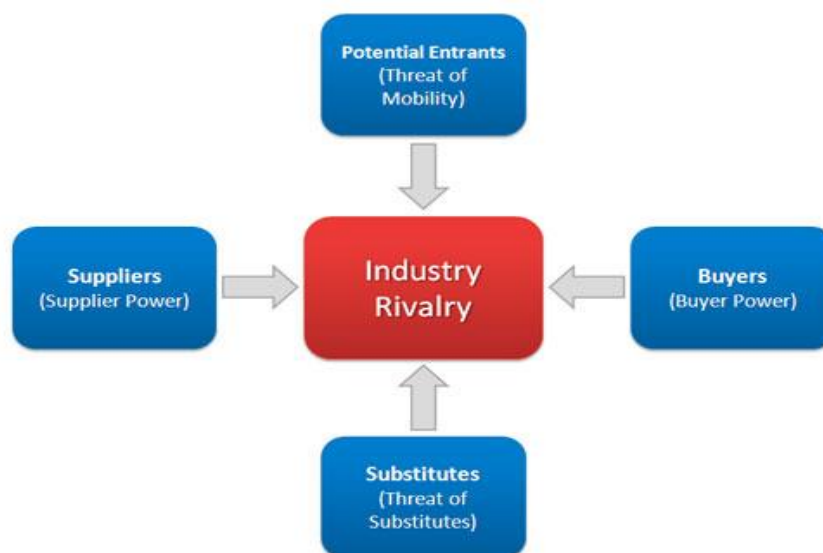 Potential Entrants
(Threat of
Mobility)
Suppliers
(Supplier Power)
Industry
Rivalry
Buyers
(Buyer Power)
Substitutes
(Threat of
Substitutes)